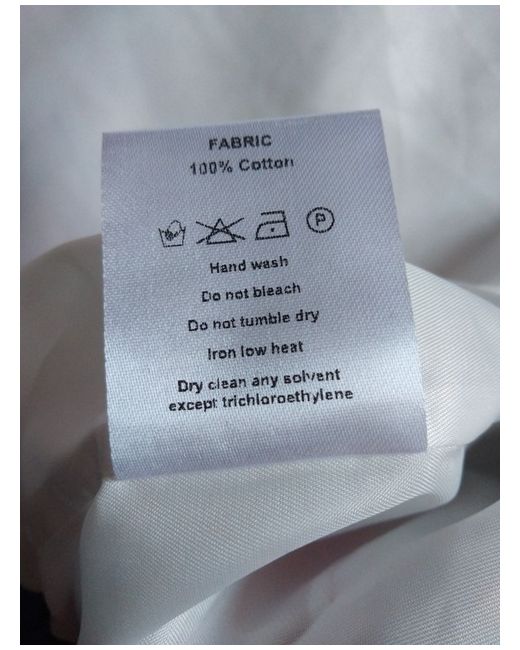 FABRIC
100% Cotton
P
Hand wash
Do not bleach
Do not tumble dry
Iron low heat
Dry clean any solvent
except trichloroethylene